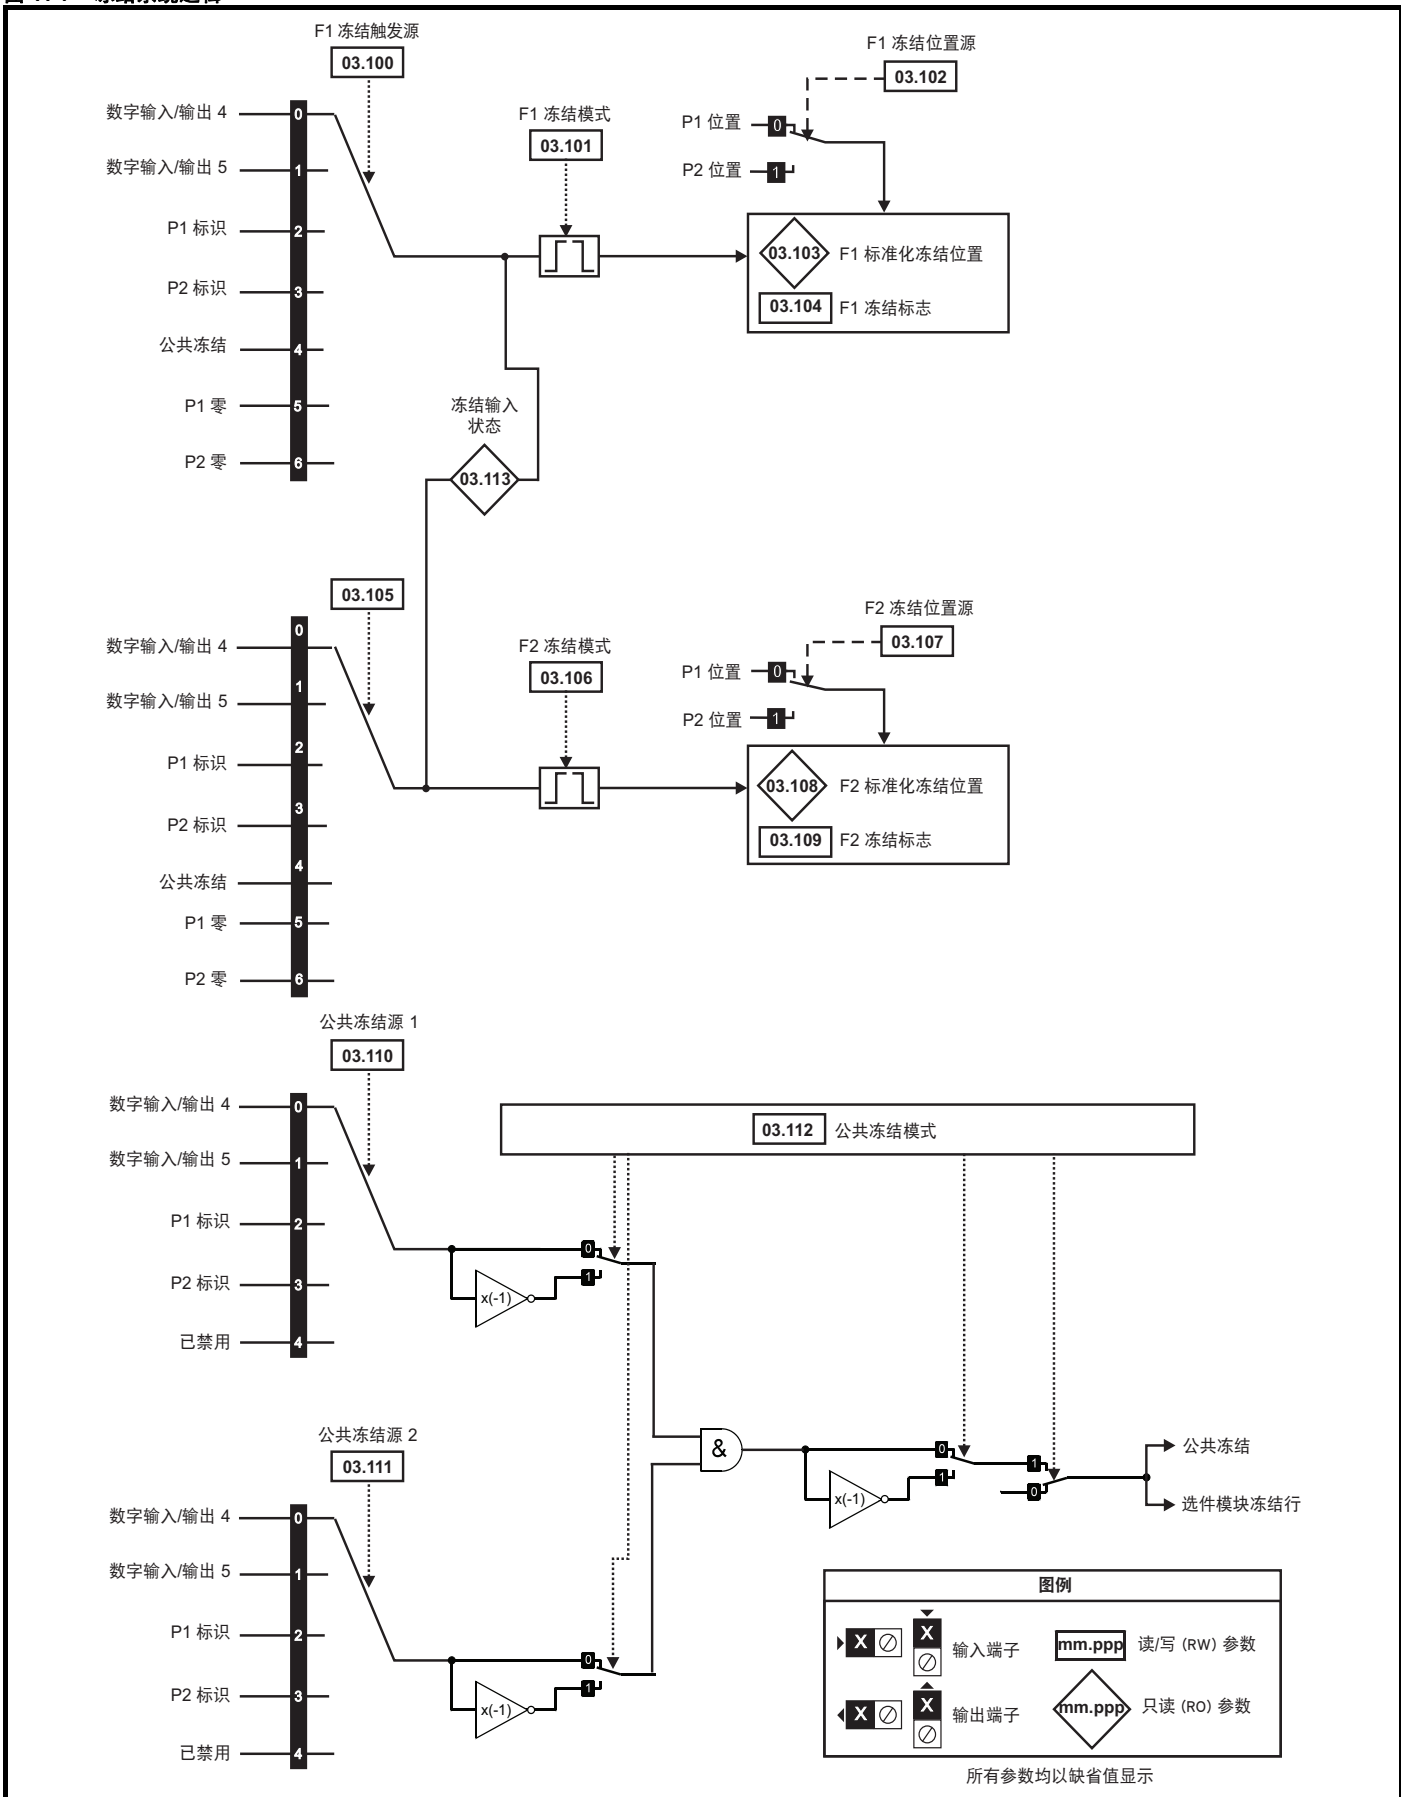 F1 冻结触发源
03.100
数字输入/输出 4
0
数字输入/输出 5
1
P1 标识
2
P2 标识
3
公共冻结
4
P1 零
5
P2 零
6
F1 冻结模式
03.101
F1 冻结位置源
03.102
P1 位置
0
P2 位置
1
03.103
F1 标准化冻结位置
03.104
F1 冻结标志
冻结输入
状态
03.113
03.105
数字输入/输出 4
0
数字输入/输出 5
1
P1 标识
2
P2 标识
3
公共冻结
4
P1 零
5
P2 零
6
F2 冻结模式
03.106
F2 冻结位置源
03.107
P1 位置
0
P2 位置
1
03.108
F2 标准化冻结位置
03.109
F2 冻结标志
公共冻结源 1
03.110
数字输入/输出 4
0
数字输入/输出 5
1
P1 标识
2
P2 标识
3
已禁用
4
03.112 公共冻结模式
0
1
x(-1)
公共冻结源 2
03.111
数字输入/输出 4
0
数字输入/输出 5
1
P1 标识
2
P2 标识
3
已禁用
4
0
1
x(-1)
&
0
1
x(-1)
1
0
公共冻结
选件模块冻结行
图例
X
X
输入端子
mm.ppp
读/写 (RW) 参数
X
X
输出端子
mm.ppp
只读 (RO) 参数
所有参数均以缺省值显示